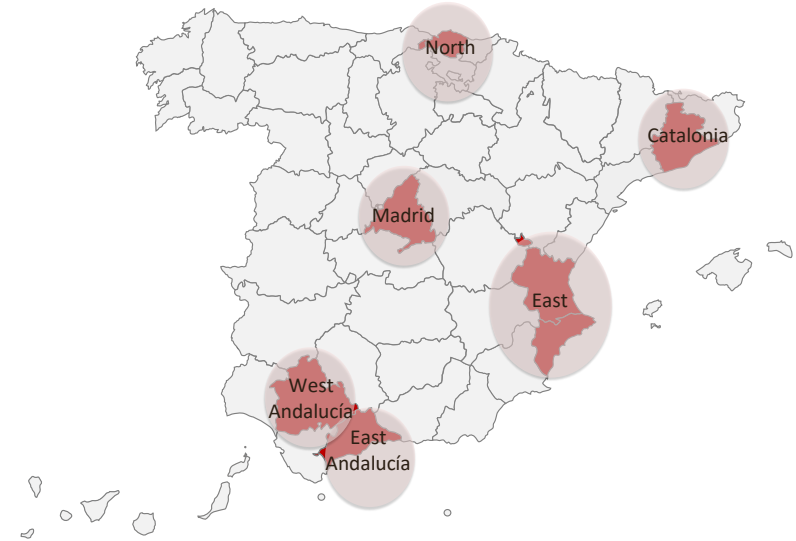 North
Catalonia
Madrid
East
West
Andalucía
East
Andalucía